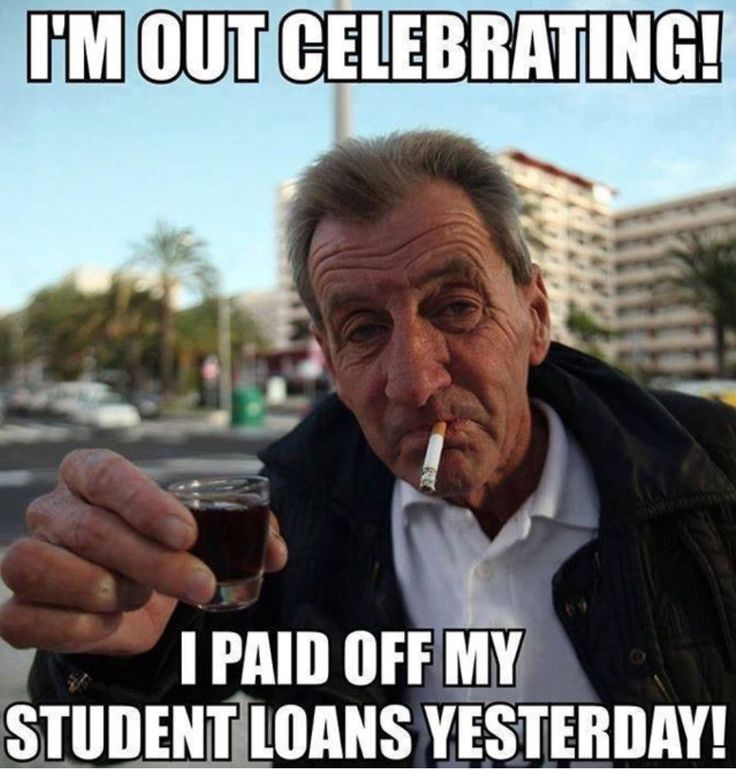 I'M OUT CELEBRATING!
I PAID OFF MY
STUDENT LOANS YESTERDAY!